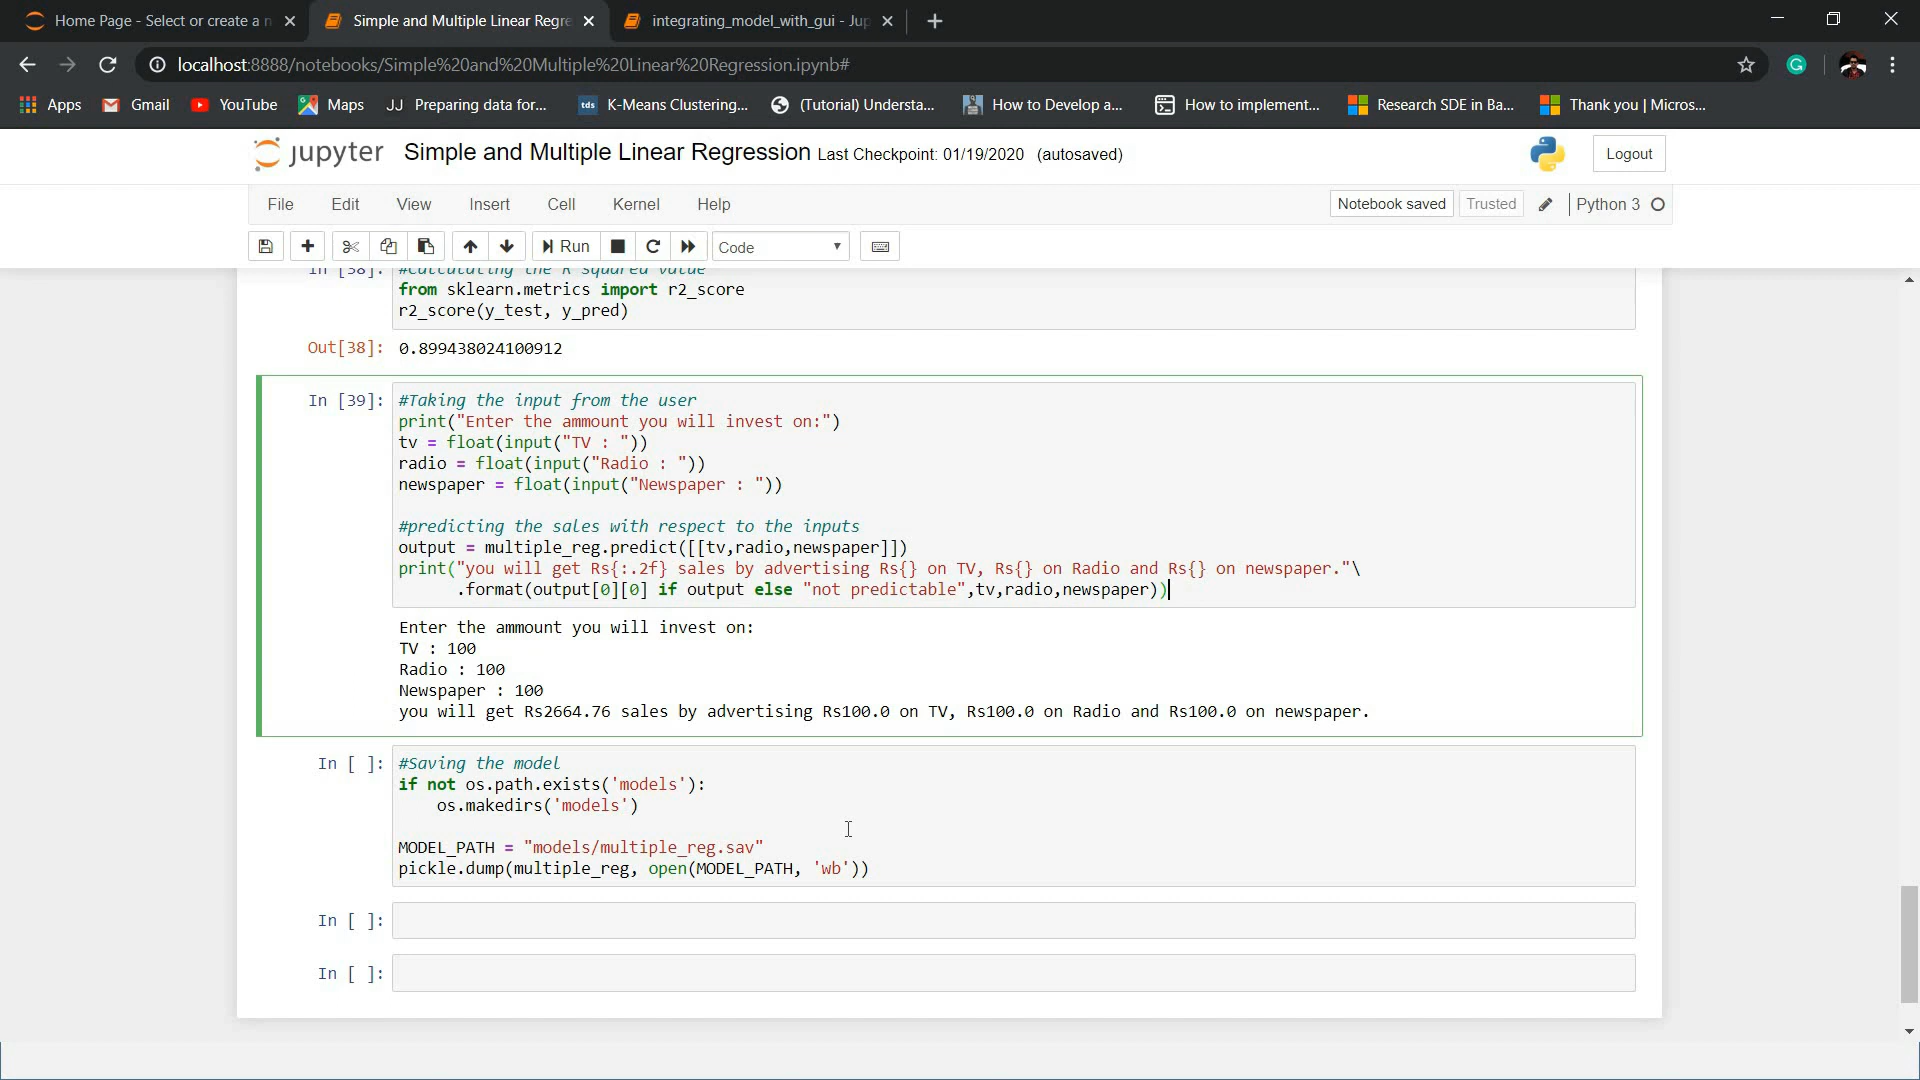 Home Page - Select or create a n
Simple and Multiple Linear Regre
integrating_model_with_gui - Jup
localhost:8888/notebooks/Simple%20and%20Multiple%20Linear%20Regression.ipynb#
Apps Gmail YouTube Maps JJ Preparing data for... tds K-Means Clustering... (Tutorial) Understa... How to Develop a... How to implement... Research SDE in Ba... Thank you | Micros...
jupyter Simple and Multiple Linear Regression Last Checkpoint: 01/19/2020 (autosaved) Logout
File Edit View Insert Cell Kernel Help Notebook saved Trusted Python 3
Run Code
In [38]: #Calculating the R squared value
from sklearn.metrics import r2_score
r2_score(y_test, y_pred)
Out[38]: 0.899438024100912
In [39]: #Taking the input from the user
print("Enter the ammount you will invest on:")
tv = float(input("TV : "))
radio = float(input("Radio : "))
newspaper = float(input("Newspaper : "))
#predicting the sales with respect to the inputs
output = multiple_reg.predict([[tv,radio,newspaper]])
print("you will get Rs{:.2f} sales by advertising Rs{} on TV, Rs{} on Radio and Rs{} on newspaper."\
.format(output[0][0] if output else "not predictable",tv,radio,newspaper))
Enter the ammount you will invest on:
TV : 100
Radio : 100
Newspaper : 100
you will get Rs2664.76 sales by advertising Rs100.0 on TV, Rs100.0 on Radio and Rs100.0 on newspaper.
In [ ]: #Saving the model
if not os.path.exists('models'):
os.makedirs('models')
MODEL_PATH = "models/multiple_reg.sav"
pickle.dump(multiple_reg, open(MODEL_PATH, 'wb'))
In [ ]:
In [ ]: